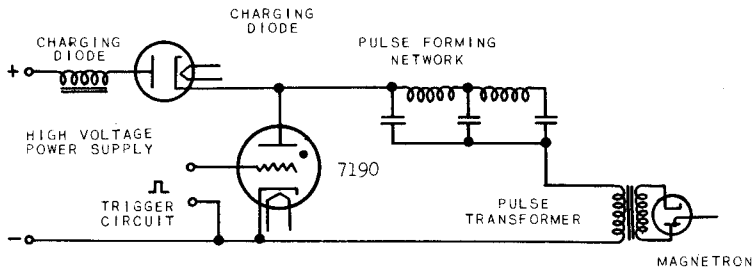 CHARGING
DIODE
CHARGING
DIODE
PULSE FORMING
NETWORK
+
HIGH VOLTAGE
POWER SUPPLY
7190
TRIGGER
CIRCUIT
PULSE
TRANSFORMER
-
MAGNETRON